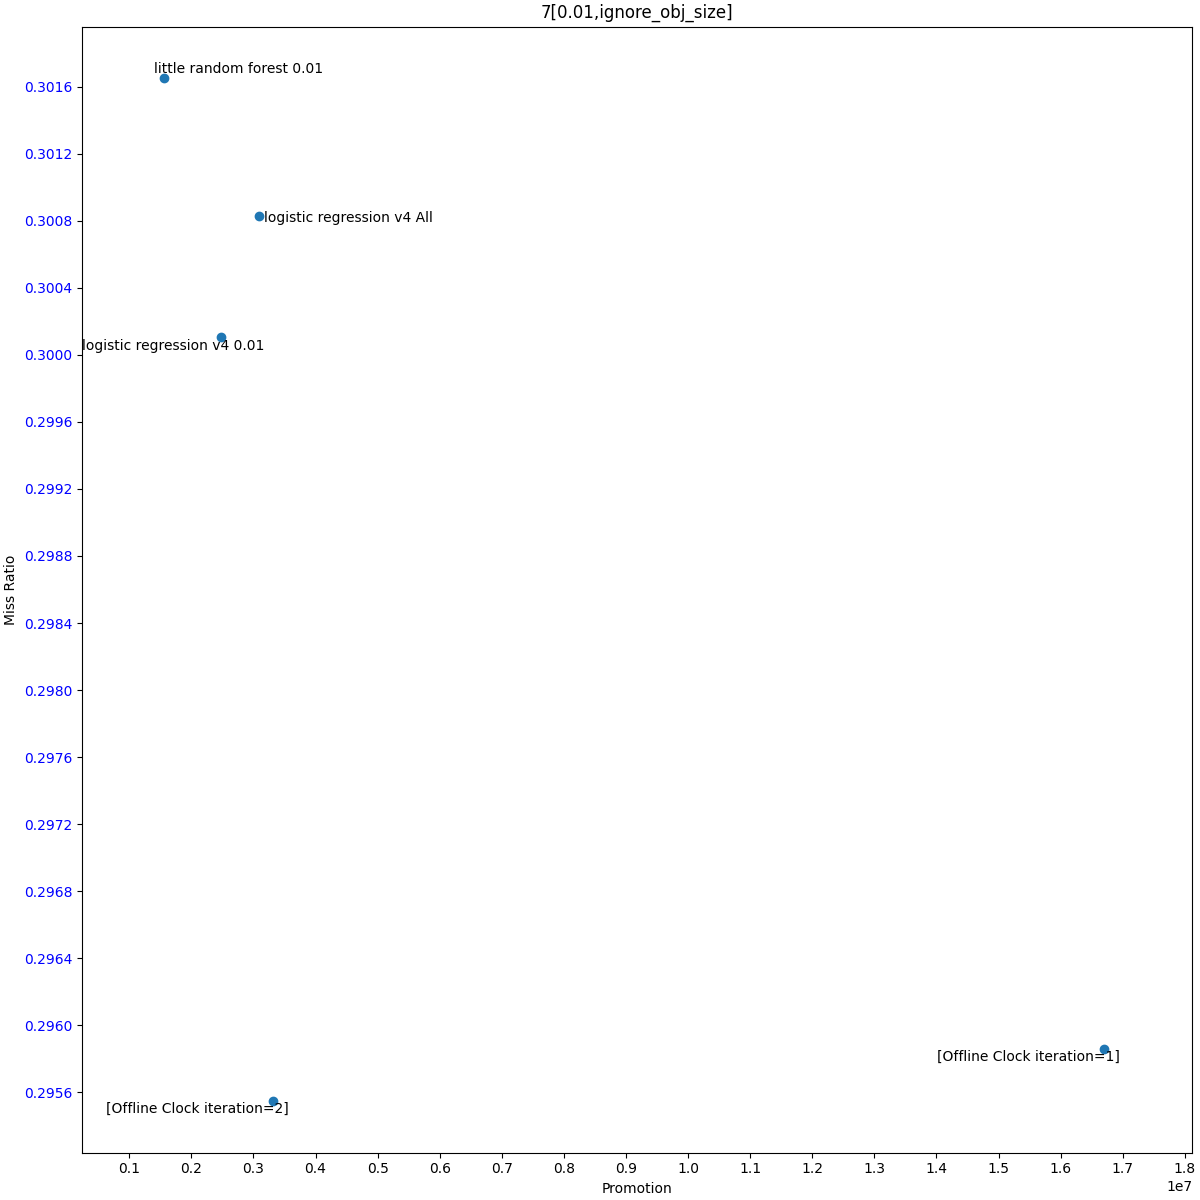 7[0.01,ignore_obj_size]
little random forest 0.01
0.3016
0.3012
logistic regression v4 All
0.3008
0.3004
logistic regression v4 0.01
0.3000
0.2996
0.2992
0.2988
Miss Ratio
0.2984
0.2980
0.2976
0.2972
0.2968
0.2964
0.2960
[Offline Clock iteration=1]
0.2956
[Offline Clock iteration=2]
0.1 0.2 0.3 0.4 0.5 0.6 0.7 0.8 0.9 1.0 1.1 1.2 1.3 1.4 1.5 1.6 1.7 1.8
1e7
Promotion